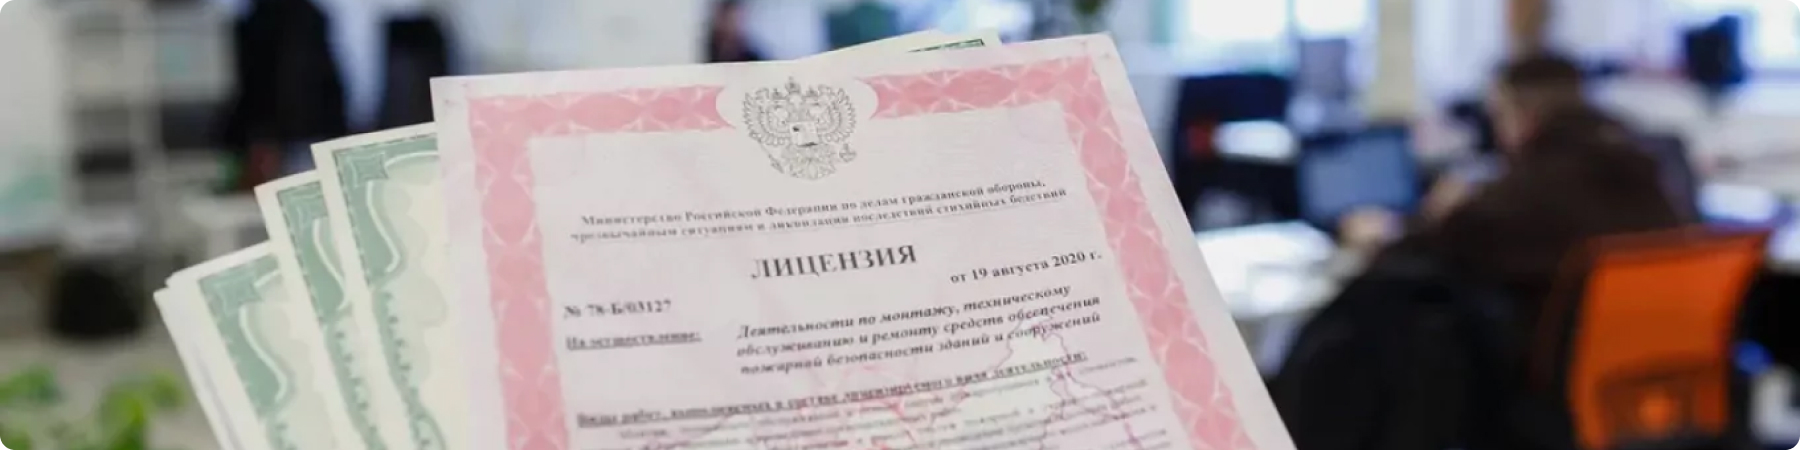 Министерство Российской Федерации по делам гражданской обороны,
чрезвычайным ситуациям и ликвидации последствий стихийных бедствий
ЛИЦЕНЗИЯ
от 19 августа 2020 г.
№ 78-Б/03127
На осуществление:
Деятельности по монтажу, техническому
обслуживанию и ремонту средств обеспечения
пожарной безопасности зданий и сооружений
Виды работ, выполняемых в составе лицензируемого вида деятельности: